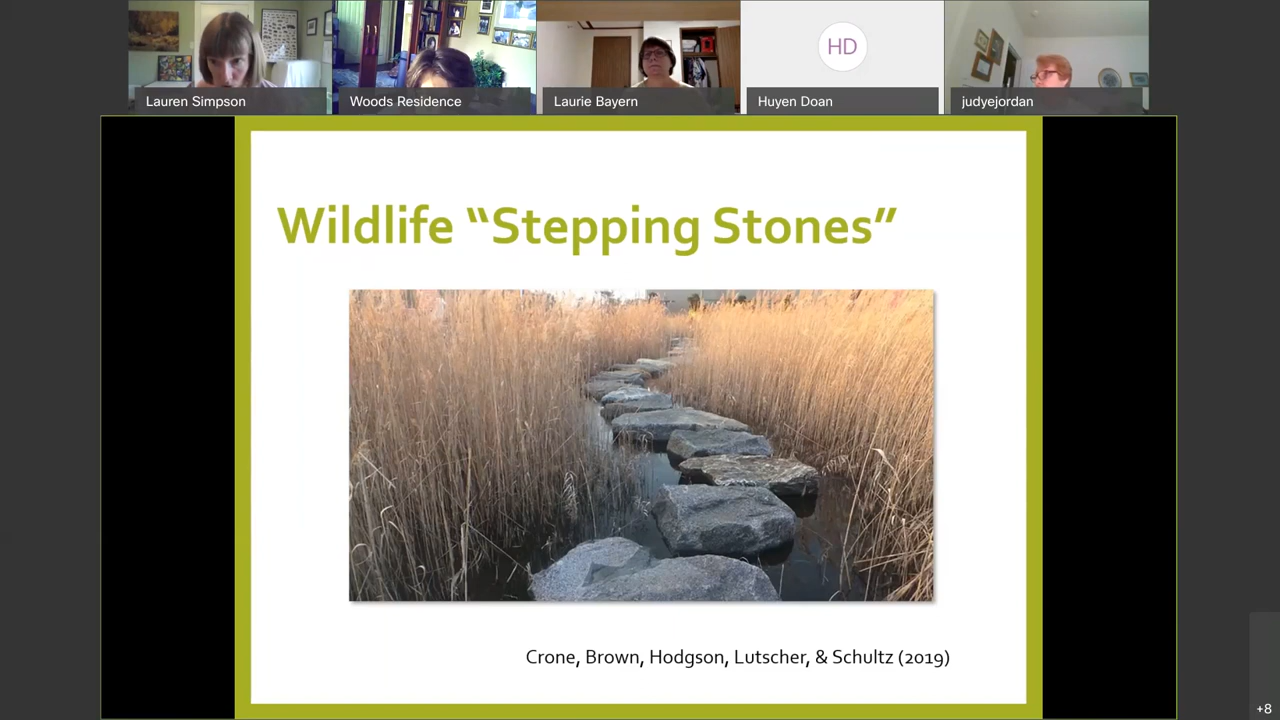 Lauren Simpson
Woods Residence
Laurie Bayern
HD
Huyen Doan
judyejordan
Wildlife “Stepping Stones”
Crone, Brown, Hodgson, Lutscher, & Schultz (2019)
+8